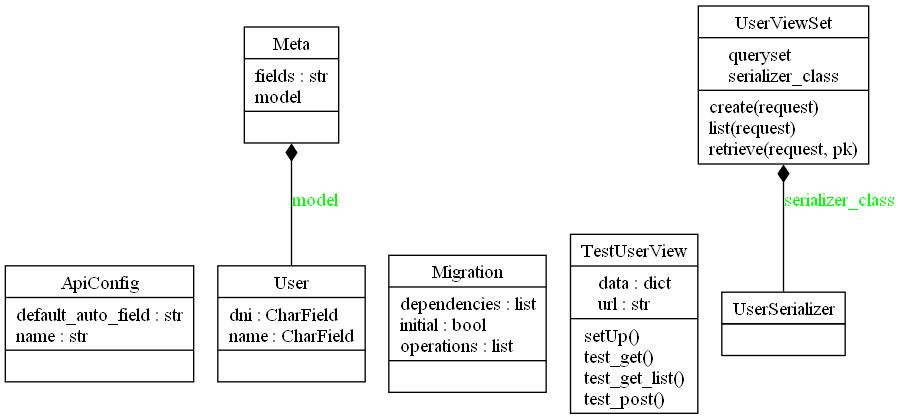 Meta
fields : str
model
UserViewSet
queryset
serializer_class
create(request)
list(request)
retrieve(request, pk)
model
serializer_class
ApiConfig
default_auto_field : str
name : str
User
dni : CharField
name : CharField
Migration
dependencies : list
initial : bool
operations : list
TestUserView
data : dict
url : str
setUp()
test_get()
test_get_list()
test_post()
UserSerializer